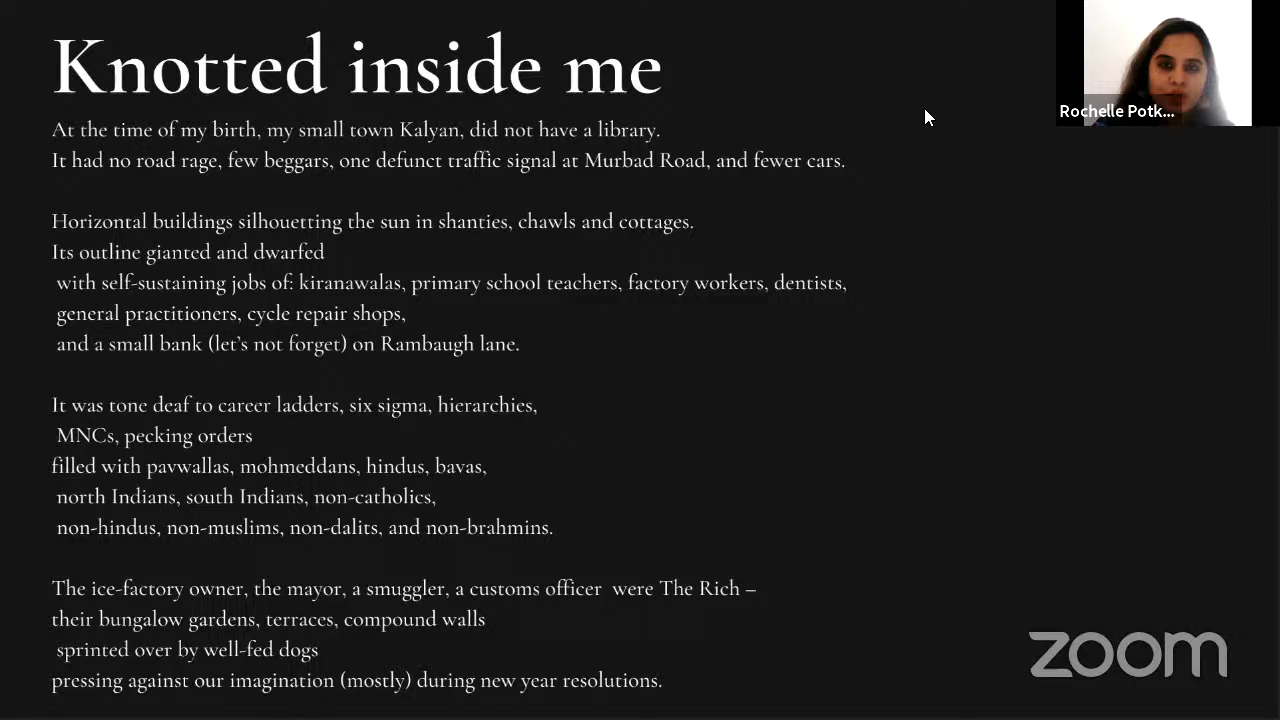 Knotted inside me
At the time of my birth, my small town Kalyan, did not have a library.
It had no road rage, few beggars, one defunct traffic signal at Murbad Road, and fewer cars.
Horizontal buildings silhouetting the sun in shanties, chawls and cottages.
Its outline gianted and dwarfed
with self-sustaining jobs of: kiranawalas, primary school teachers, factory workers, dentists,
general practitioners, cycle repair shops,
and a small bank (let's not forget) on Rambaugh lane.
It was tone deaf to career ladders, six sigma, hierarchies,
MNCs, pecking orders
filled with pavwallas, mohmeddans, hindus, bavas,
north Indians, south Indians, non-catholics,
non-hindus, non-muslims, non-dalits, and non-brahmins.
The ice-factory owner, the mayor, a smuggler, a customs officer  were The Rich –
their bungalow gardens, terraces, compound walls
sprinted over by well-fed dogs
pressing against our imagination (mostly) during new year resolutions.
Rochelle Potk...
zoom